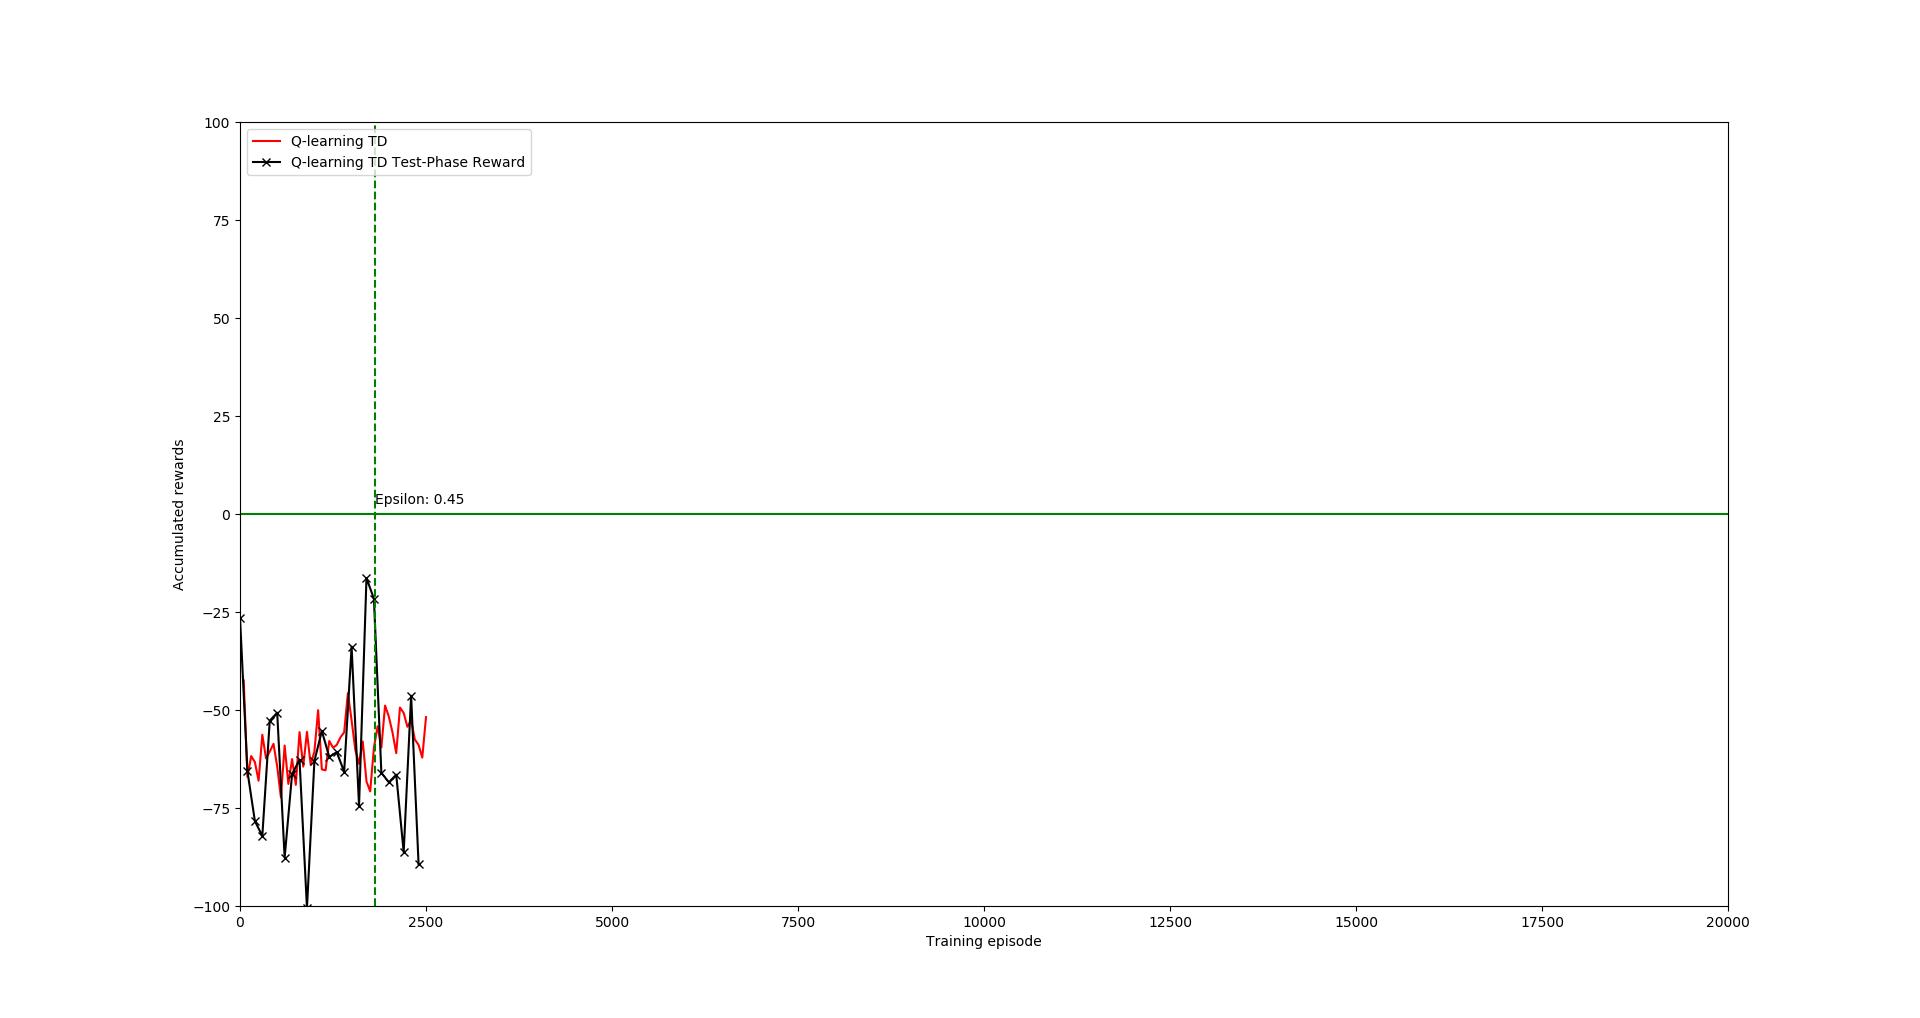 100
Q-learning TD
Q-learning TD Test-Phase Reward
75
50
25
Epsilon: 0.45
0
−25
−50
−75
−100
Accumulated rewards
0 2500 5000 7500 10000 12500 15000 17500 20000
Training episode